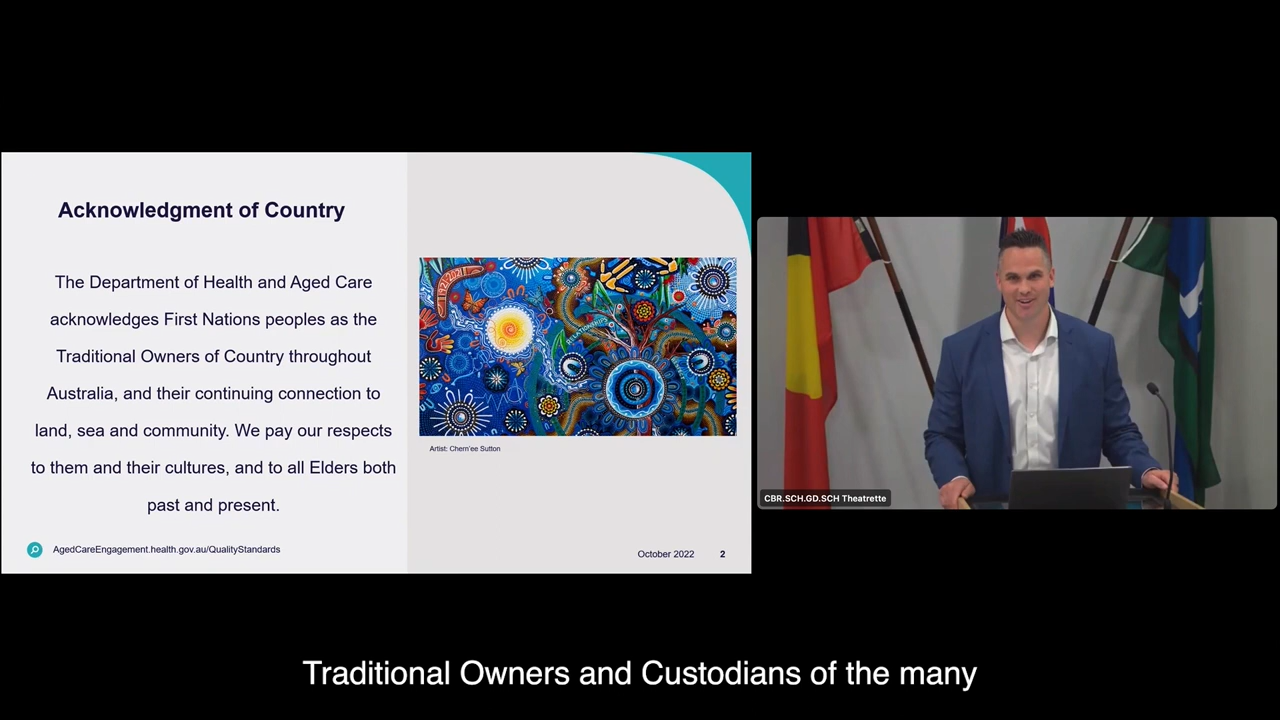 Acknowledgment of Country
The Department of Health and Aged Care
acknowledges First Nations peoples as the
Traditional Owners of Country throughout
Australia, and their continuing connection to
land, sea and community. We pay our respects
to them and their cultures, and to all Elders both
past and present.
AgedCareEngagement.health.gov.au/QualityStandards
RELATIONSHIPS
Artist: Chern'ee Sutton
October 2022 2
CBR.SCH.GD.SCH Theatrette
Traditional Owners and Custodians of the many